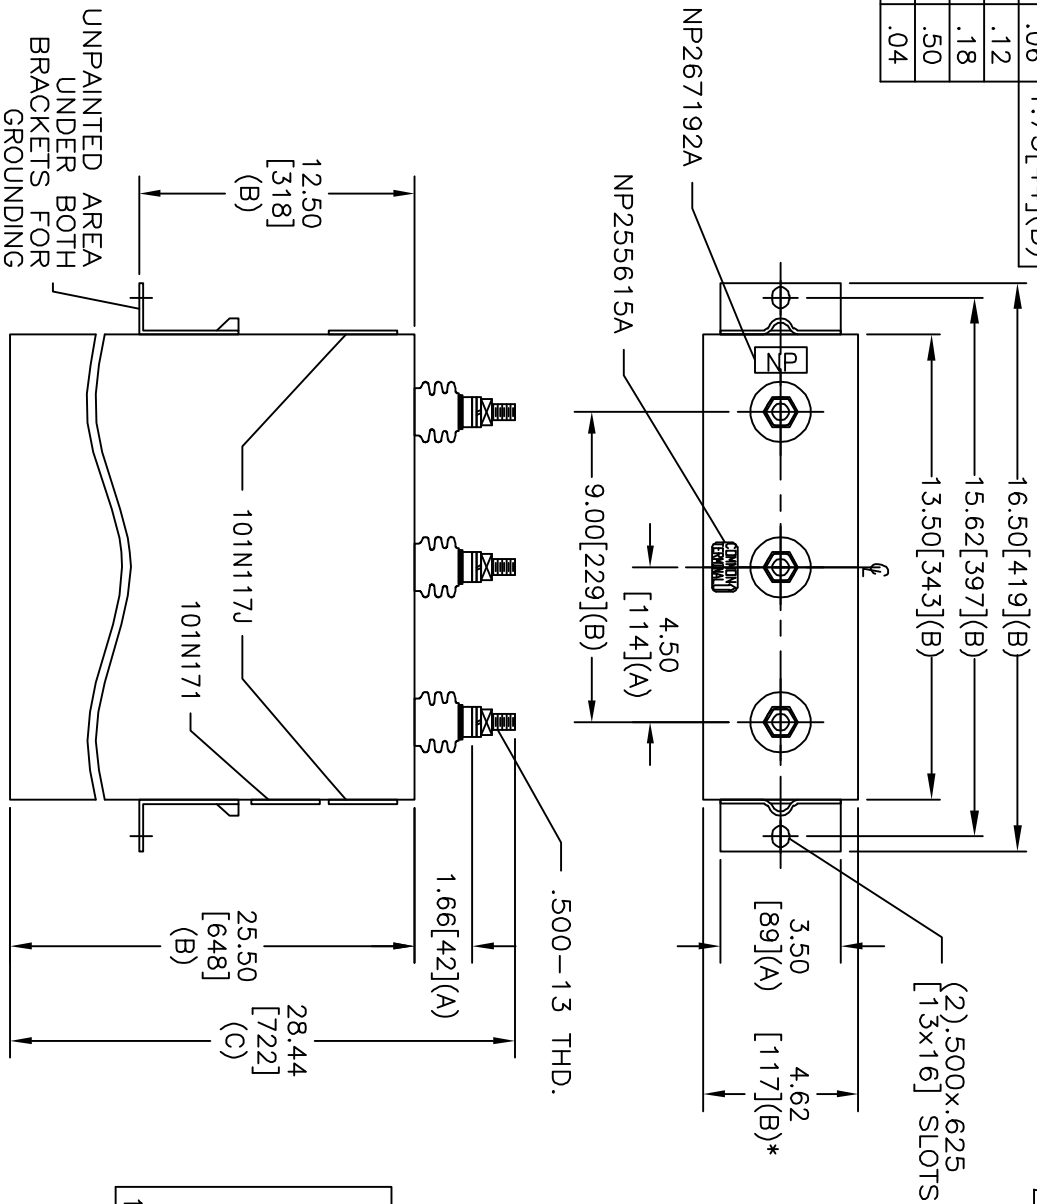 .06
.12
.18
.50
.04
16.50[419](B)
15.62[397](B)
13.50[343](B)
NP267192A
NP255615A
NP
COMMON
TERMINAL
4.50
[114](A)
9.00[229](B)
3.50
[89](A)
4.62
[117](B)*
(2).500x.625
[13x16] SLOTS
.500-13 THD.
12.50
[318]
(B)
UNPAINTED AREA
UNDER BOTH
BRACKETS FOR
GROUNDING
101N117J
101N171
1.66[42](A)
25.50
[648]
(B)
28.44
[722]
(C)